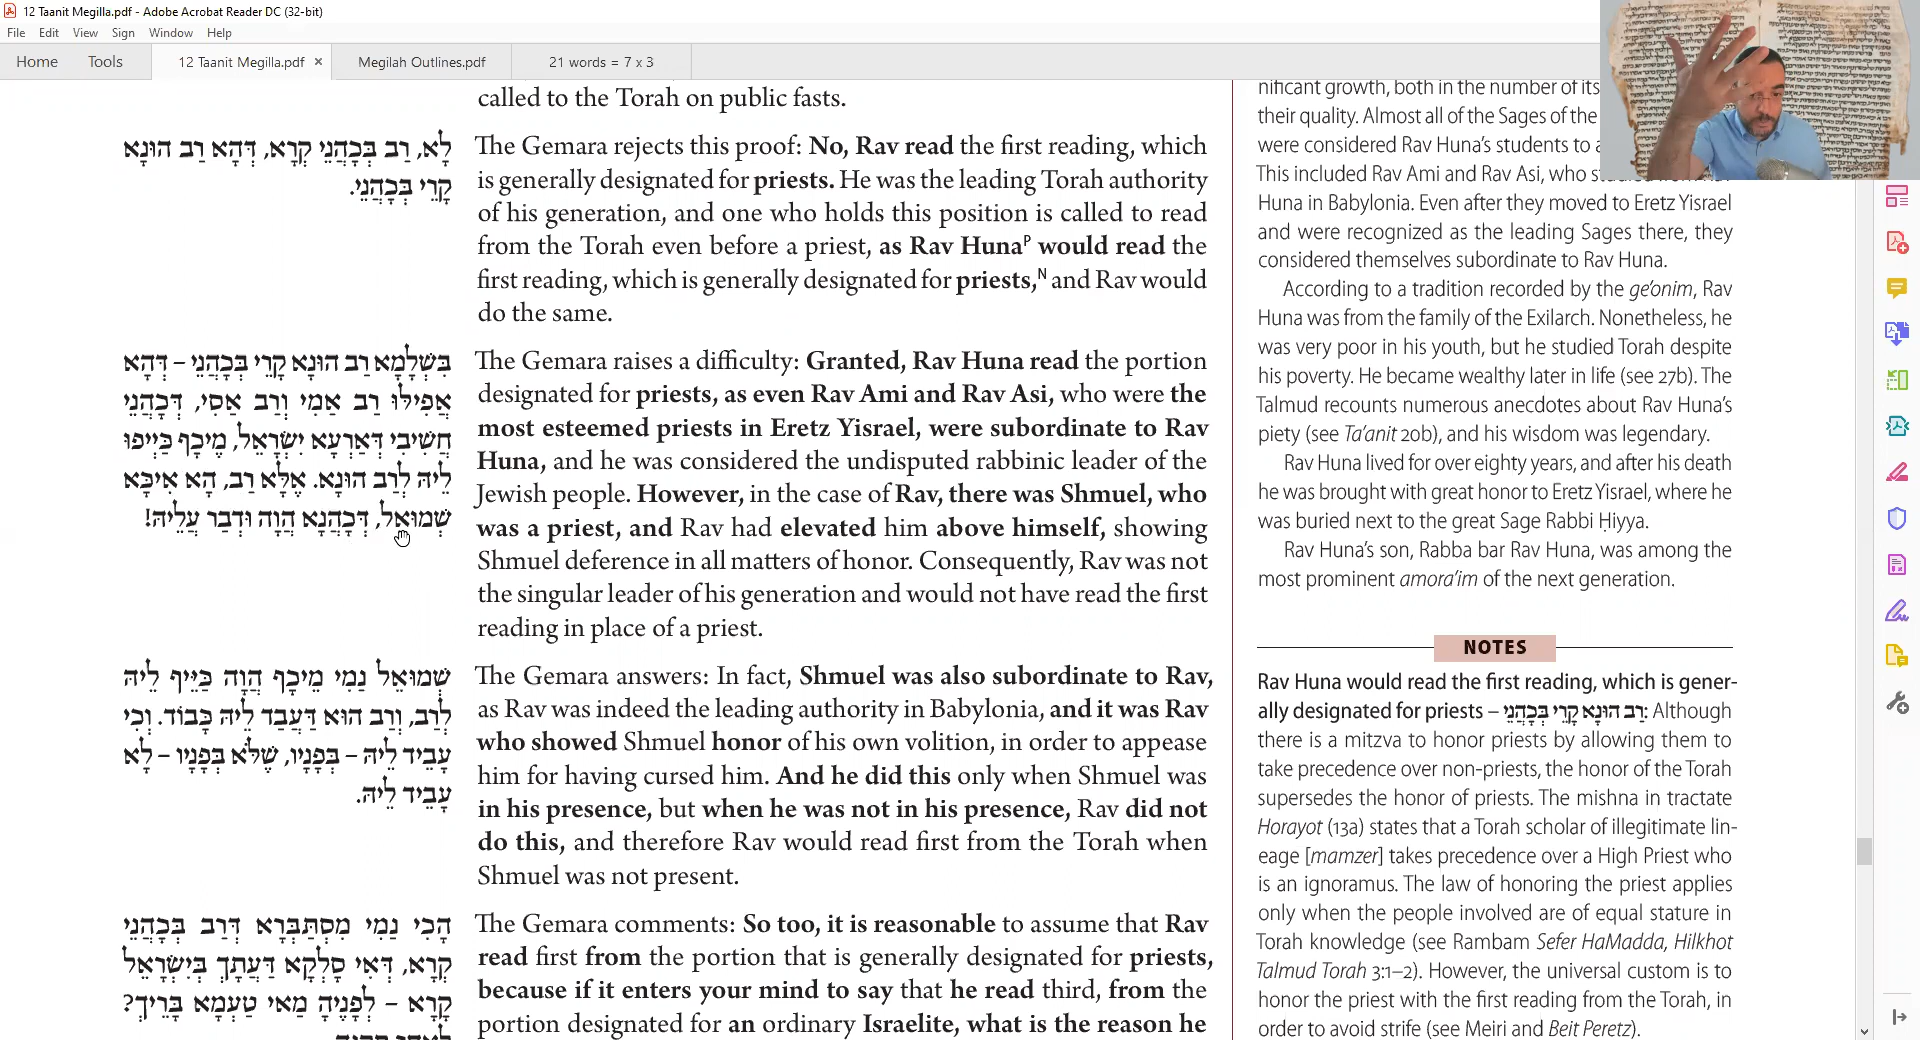 12 Taanit Megilla.pdf - Adobe Acrobat Reader DC (32-bit)
File Edit View Sign Window Help
Home Tools 12 Taanit Megilla.pdf × Megilah Outlines.pdf 21 words = 7 x 3
called to the Torah on public fasts.
לָא, רַב בְּכָהֲנֵי קְרָא, דְּהָא רַב הוּנָא
קָרֵי בְּכָהֲנֵי.
The Gemara rejects this proof: No, Rav read the first reading, which
is generally designated for priests. He was the leading Torah authority
of his generation, and one who holds this position is called to read
from the Torah even before a priest, as Rav Hunaᴾ would read the
first reading, which is generally designated for priests,ᴺ and Rav would
do the same.
בִּשְׁלָמָא רַב הוּנָא קָרֵי בְּכָהֲנֵי – דְּהָא
אֲפִילּוּ רַב אַמֵי וְרַב אַסִי, דְּכָהֲנֵי
חֲשִׁיבִי דְּאַרְעָא יִשְׂרָאֵל, מֵיכָּף כַּיְיפוּ
לֵיהּ לְרַב הוּנָא. אֶלָּא רַב, הָא אִיכָּא
שְׁמוּאֵל, דְּכָהֲנָא הֲוָה וּדְבַר עֲלֵיהּ!
The Gemara raises a difficulty: Granted, Rav Huna read the portion
designated for priests, as even Rav Ami and Rav Asi, who were the
most esteemed priests in Eretz Yisrael, were subordinate to Rav
Huna, and he was considered the undisputed rabbinic leader of the
Jewish people. However, in the case of Rav, there was Shmuel, who
was a priest, and Rav had elevated him above himself, showing
Shmuel deference in all matters of honor. Consequently, Rav was not
the singular leader of his generation and would not have read the first
reading in place of a priest.
שְׁמוּאֵל נַמִי מֵיכָּף הֲוָה כַּיֵּיף לֵיהּ
לְרַב, וְרַב הוּא דַּעֲבַד לֵיהּ כָּבוֹד. וְכִי
עָבֵיד לֵיהּ – בְּפָנָיו, שֶׁלֹּא בְּפָנָיו – לָא
עָבֵיד לֵיהּ.
The Gemara answers: In fact, Shmuel was also subordinate to Rav,
as Rav was indeed the leading authority in Babylonia, and it was Rav
who showed Shmuel honor of his own volition, in order to appease
him for having cursed him. And he did this only when Shmuel was
in his presence, but when he was not in his presence, Rav did not
do this, and therefore Rav would read first from the Torah when
Shmuel was not present.
הָכִי נַמִי מִסְתַּבְּרָא דְּרַב בְּכָהֲנֵי
קְרָא, דְּאִי סָלְקָא דַּעְתָךְ בְּיִשְׂרָאֵל
קְרָא – לְפָנֶיהָ מַאי טַעְמָא בָּרֵיךְ?
The Gemara comments: So too, it is reasonable to assume that Rav
read first from the portion that is generally designated for priests,
because if it enters your mind to say that he read third, from the
portion designated for an ordinary Israelite, what is the reason he
nificant growth, both in the number of its
their quality. Almost all of the Sages of the
were considered Rav Huna's students to
This included Rav Ami and Rav Asi, who
Huna in Babylonia. Even after they moved to Eretz Yisrael
and were recognized as the leading Sages there, they
considered themselves subordinate to Rav Huna.
According to a tradition recorded by the ge'onim, Rav
Huna was from the family of the Exilarch. Nonetheless, he
was very poor in his youth, but he studied Torah despite
his poverty. He became wealthy later in life (see 27b). The
Talmud recounts numerous anecdotes about Rav Huna's
piety (see Ta'anit 20b), and his wisdom was legendary.
Rav Huna lived for over eighty years, and after his death
he was brought with great honor to Eretz Yisrael, where he
was buried next to the great Sage Rabbi Ḥiyya.
Rav Huna's son, Rabba bar Rav Huna, was among the
most prominent amora'im of the next generation.
NOTES
Rav Huna would read the first reading, which is gener-
ally designated for priests – רַב הוּנָא קָרֵי בְּכָהֲנֵי: Although
there is a mitzva to honor priests by allowing them to
take precedence over non-priests, the honor of the Torah
supersedes the honor of priests. The mishna in tractate
Horayot (13a) states that a Torah scholar of illegitimate lin-
eage [mamzer] takes precedence over a High Priest who
is an ignoramus. The law of honoring the priest applies
only when the people involved are of equal stature in
Torah knowledge (see Rambam Sefer HaMadda, Hilkhot
Talmud Torah 3:1–2). However, the universal custom is to
honor the priest with the first reading from the Torah, in
order to avoid strife (see Meiri and Beit Peretz).